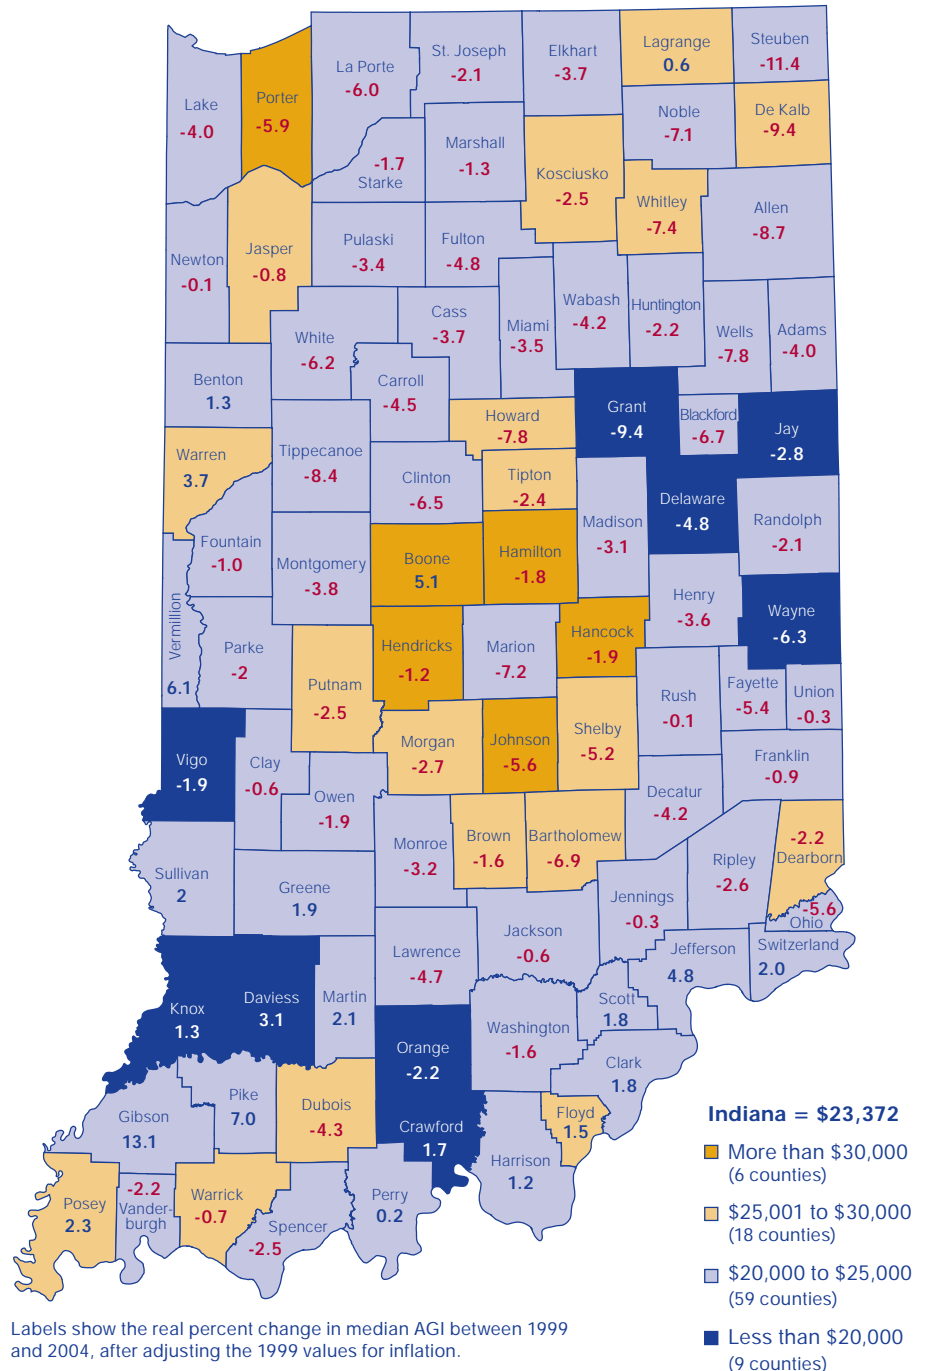 Lake
-4.0
Porter
-5.9
La Porte
-6.0
St. Joseph
-2.1
Elkhart
-3.7
Lagrange
0.6
Steuben
-11.4
Noble
-7.1
De Kalb
-9.4
-1.7
Starke
Marshall
-1.3
Kosciusko
-2.5
Whitley
-7.4
Allen
-8.7
Newton
-0.1
Jasper
-0.8
Pulaski
-3.4
Fulton
-4.8
White
-6.2
Cass
-3.7
Miami
-3.5
Wabash
-4.2
Huntington
-2.2
Wells
-7.8
Adams
-4.0
Benton
1.3
Carroll
-4.5
Howard
-7.8
Grant
-9.4
Blackford
-6.7
Jay
-2.8
Warren
3.7
Tippecanoe
-8.4
Clinton
-6.5
Tipton
-2.4
Madison
-3.1
Delaware
-4.8
Randolph
-2.1
Fountain
-1.0
Montgomery
-3.8
Boone
5.1
Hamilton
-1.8
Henry
-3.6
Wayne
-6.3
Vermillion
6.1
Parke
-2
Putnam
-2.5
Hendricks
-1.2
Marion
-7.2
Hancock
-1.9
Rush
-0.1
Fayette
-5.4
Union
-0.3
Vigo
-1.9
Clay
-0.6
Owen
-1.9
Morgan
-2.7
Johnson
-5.6
Shelby
-5.2
Decatur
-4.2
Franklin
-0.9
Sullivan
2
Greene
1.9
Monroe
-3.2
Brown
-1.6
Bartholomew
-6.9
Jennings
-0.3
Ripley
-2.6
-2.2
Dearborn
-5.6
Ohio
Switzerland
2.0
Jefferson
4.8
Jackson
-0.6
Lawrence
-4.7
Knox
1.3
Daviess
3.1
Martin
2.1
Orange
-2.2
Washington
-1.6
Scott
1.8
Clark
1.8
Gibson
13.1
Pike
7.0
Dubois
-4.3
Crawford
1.7
Harrison
1.2
Floyd
1.5
Posey
2.3
-2.2
Vander-
burgh
Warrick
-0.7
Spencer
-2.5
Perry
0.2
Indiana = $23,372
More than $30,000
(6 counties)
$25,001 to $30,000
(18 counties)
$20,000 to $25,000
(59 counties)
Less than $20,000
(9 counties)
Labels show the real percent change in median AGI between 1999
and 2004, after adjusting the 1999 values for inflation.